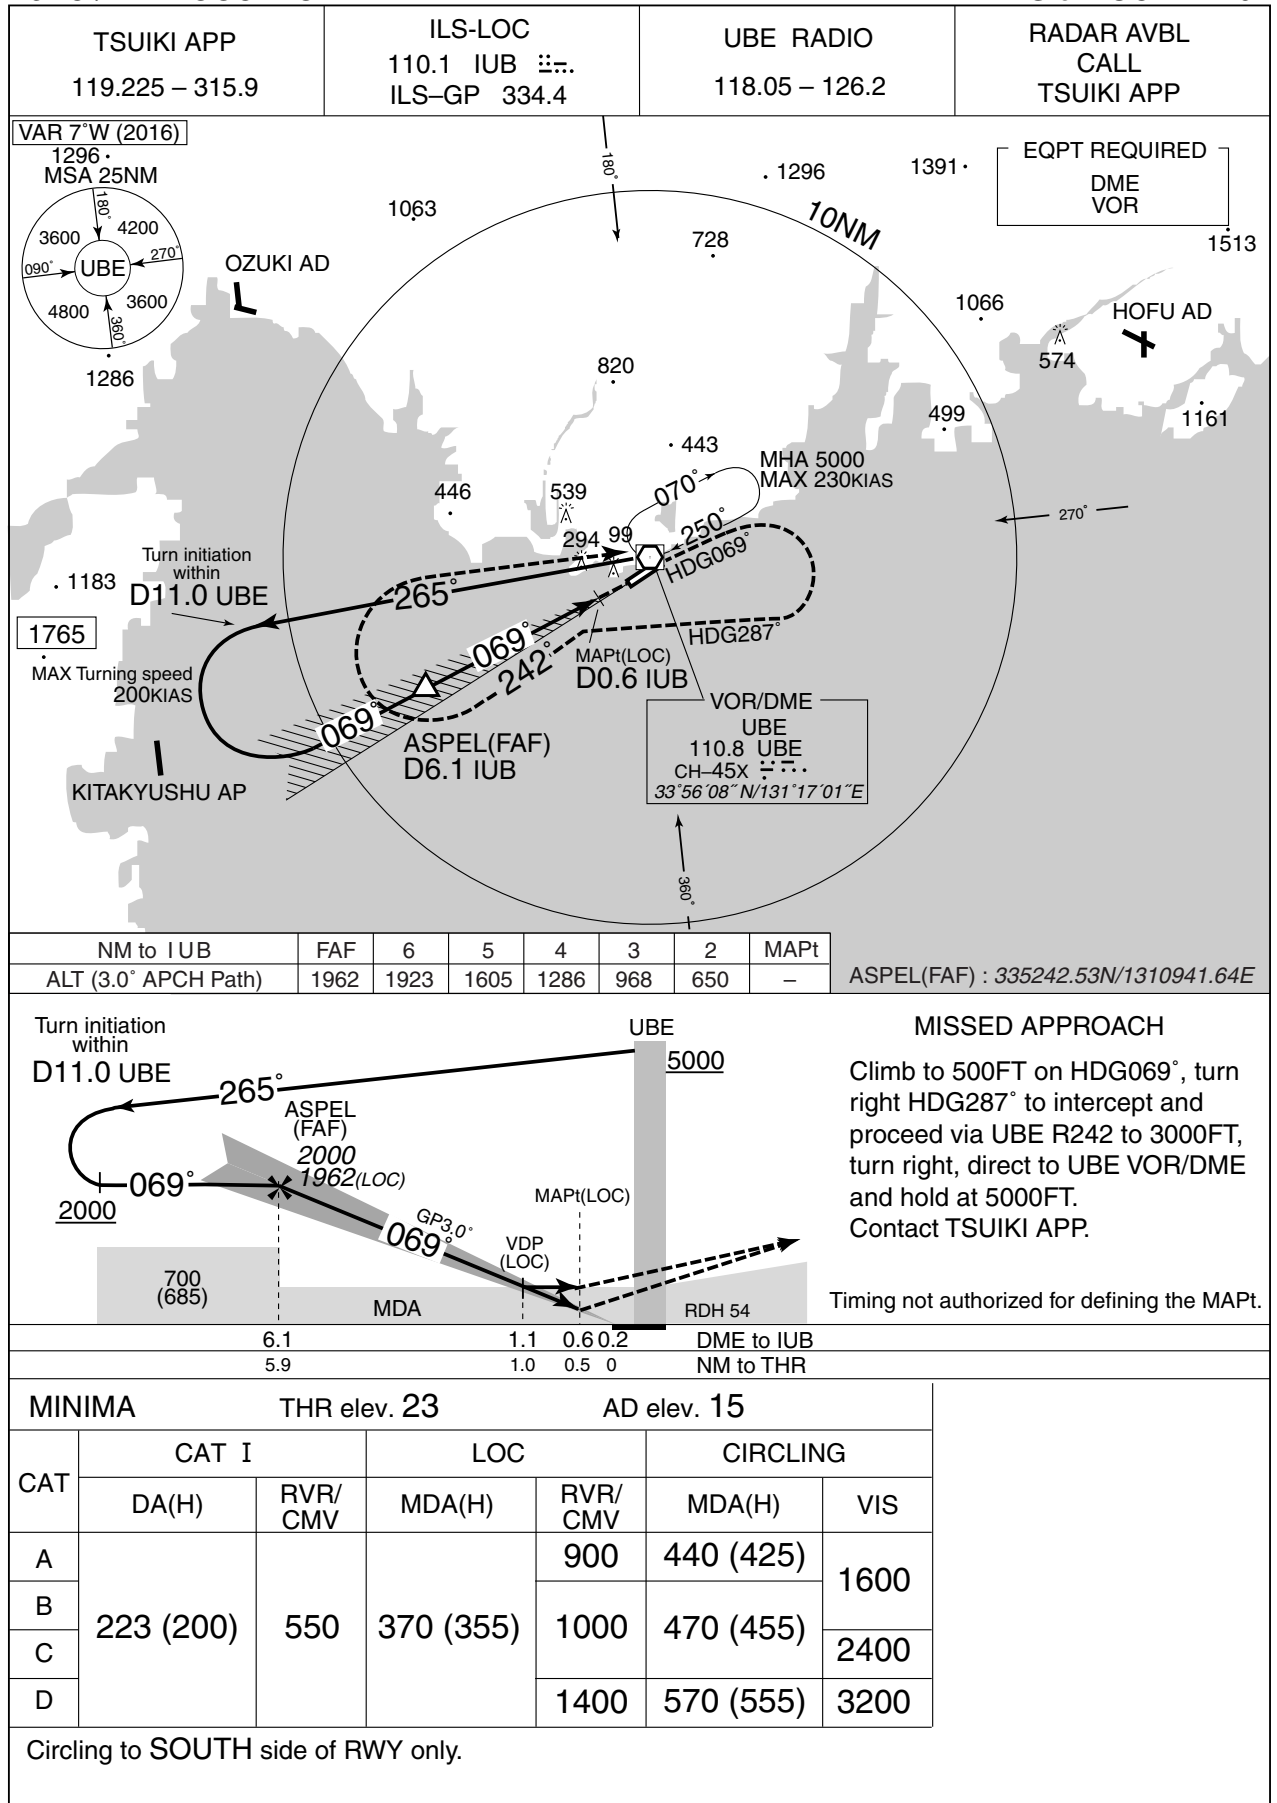 TSUIKI APP
119.225 – 315.9
ILS-LOC
110.1 IUB
ILS–GP 334.4
UBE RADIO
118.05 – 126.2
RADAR AVBL
CALL
TSUIKI APP
VAR 7°W (2016)
1296
MSA 25NM
180°
3600
4200
090°
UBE
270°
4800
3600
360°
1286
OZUKI AD
1063
180°
1296
1391
EQPT REQUIRED
DME
VOR
1513
10NM
728
1066
HOFU AD
574
820
499
1161
443
MHA 5000
MAX 230KIAS
070°
250°
446
539
294
99
HDG069°
270°
Turn initiation
within
D11.0 UBE
1183
265°
1765
MAX Turning speed
200KIAS
069°
242°
HDG287°
MAPt(LOC)
D0.6 IUB
069°
ASPEL(FAF)
D6.1 IUB
KITAKYUSHU AP
VOR/DME
UBE
110.8 UBE
CH–45X
33°56′08″N/131°17′01″E
360°
NM to IUB FAF 6 5 4 3 2 MAPt
ALT (3.0° APCH Path) 1962 1923 1605 1286 968 650 –
ASPEL(FAF) : 335242.53N/1310941.64E
Turn initiation
within
D11.0 UBE
265°
UBE
5000
ASPEL
(FAF)
2000
1962(LOC)
069°
2000
GP3.0°
069°
MAPt(LOC)
VDP
(LOC)
700
(685)
MDA
RDH 54
6.1 1.1 0.6 0.2 DME to IUB
5.9 1.0 0.5 0 NM to THR
MISSED APPROACH
Climb to 500FT on HDG069°, turn
right HDG287° to intercept and
proceed via UBE R242 to 3000FT,
turn right, direct to UBE VOR/DME
and hold at 5000FT.
Contact TSUIKI APP.
Timing not authorized for defining the MAPt.
MINIMA THR elev. 23 AD elev. 15
CAT CAT I LOC CIRCLING
DA(H) RVR/CMV MDA(H) RVR/CMV MDA(H) VIS
A 223 (200) 550 370 (355) 900 440 (425) 1600
B 1000 470 (455)
C 2400
D 1400 570 (555) 3200
Circling to SOUTH side of RWY only.